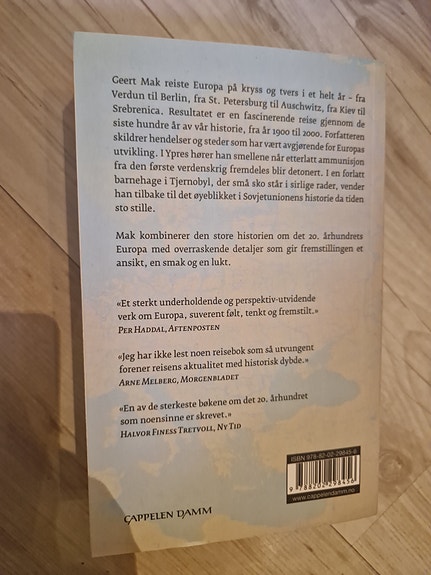 Geert Mak reiste Europa på kryss og tvers i et helt år – fra
Verdun til Berlin, fra St. Petersburg til Auschwitz, fra Kiev til
Srebrenica. Resultatet er en fascinerende reise gjennom de
siste hundre år av vår historie, fra år 1900 til 2000. Forfatteren
skildrer hendelser og steder som har vært avgjørende for Europas
utvikling. I Ypres hører han smellene når etterlatt ammunisjon
fra den første verdenskrig fremdeles blir detonert. I en forlatt
barnehage i Tjernobyl, der små sko står i sirlige rader, vender
han tilbake til det øyeblikket i Sovjetunionens historie da tiden
sto stille.
Mak kombinerer den store historien om det 20. århundrets
Europa med overraskende detaljer som gir fremstillingen et
ansikt, en smak og en lukt.
«Et sterkt underholdende og perspektiv-utvidende
verk om Europa, suverent følt, tenkt og fremstilt.»
Per Haddal, Aftenposten
«Jeg har ikke lest noen reisebok som så utvungent
forener reisens aktualitet med historisk dybde.»
Arne Melberg, Morgenbladet
«En av de sterkeste bøkene om det 20. århundret
som noensinne er skrevet.»
Halvor Finess Tretvoll, Ny Tid
ISBN 978-82-02-29845-6
9 788202 298456
www.cappelendamm.no
CAPPELEN DAMM